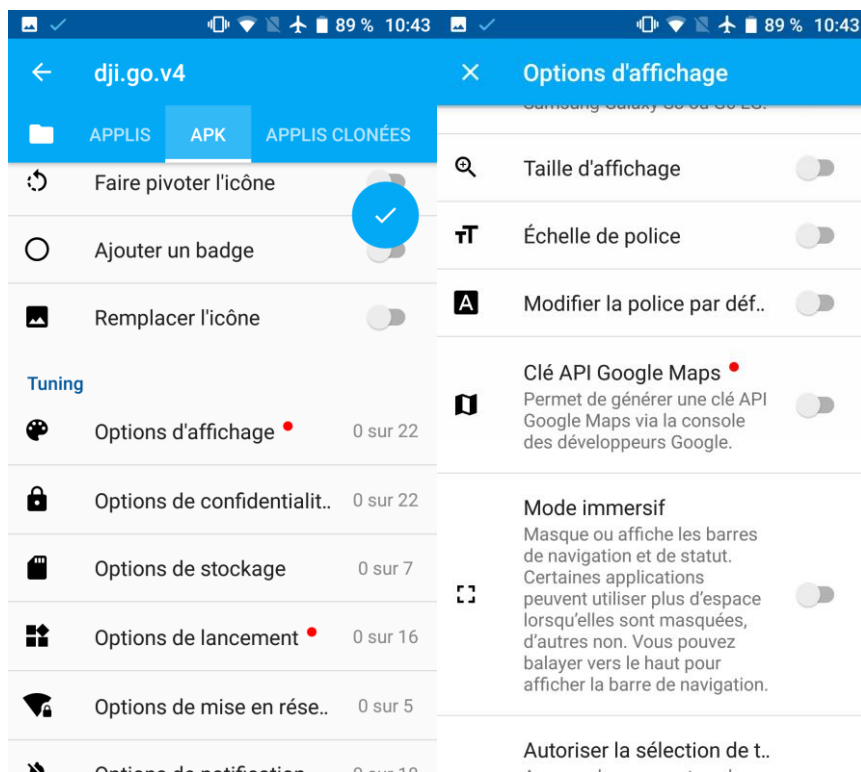 89 % 10:43
dji.go.v4
APPLIS APK APPLIS CLONÉES
Faire pivoter l'icône
Ajouter un badge
Remplacer l'icône
Tuning
Options d'affichage 0 sur 22
Options de confidentialit.. 0 sur 22
Options de stockage 0 sur 7
Options de lancement 0 sur 16
Options de mise en rése.. 0 sur 5
Options de notification
89 % 10:43
Options d'affichage
Taille d'affichage
Échelle de police
Modifier la police par déf..
Clé API Google Maps
Permet de générer une clé API
Google Maps via la console
des développeurs Google.
Mode immersif
Masque ou affiche les barres
de navigation et de statut.
Certaines applications
peuvent utiliser plus d'espace
lorsqu'elles sont masquées,
d'autres non. Vous pouvez
balayer vers le haut pour
afficher la barre de navigation.
Autoriser la sélection de t..